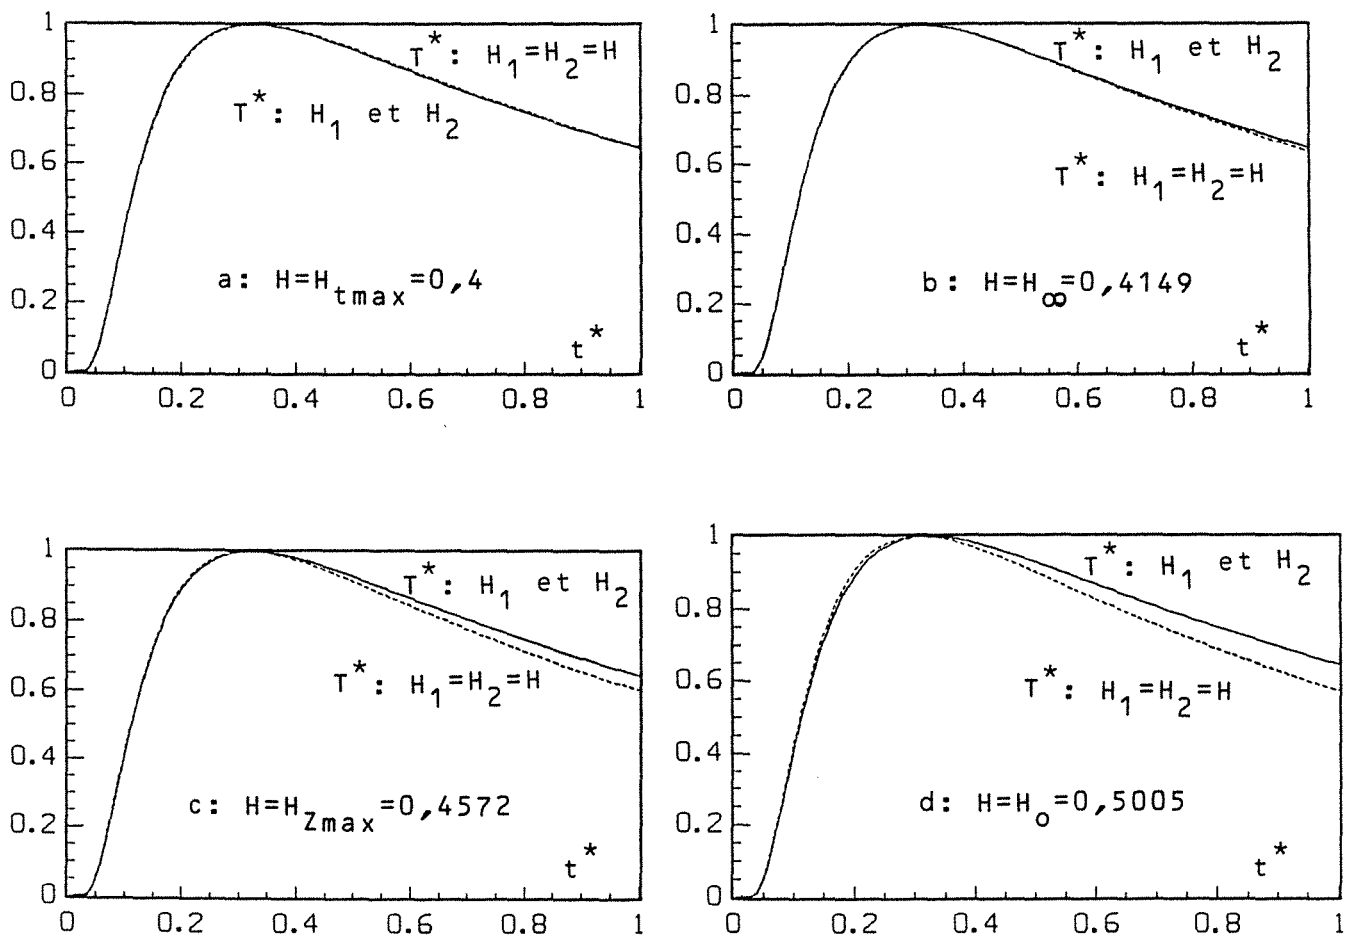 1
0.8
0.6
0.4
0.2
0
0 0.2 0.4 0.6 0.8 1
T*: H1=H2=H
T*: H1 et H2
a: H=Htmax=0,4
t*
1
0.8
0.6
0.4
0.2
0
0 0.2 0.4 0.6 0.8 1
T*: H1 et H2
T*: H1=H2=H
b: H=H∞=0,4149
t*
1
0.8
0.6
0.4
0.2
0
0 0.2 0.4 0.6 0.8 1
T*: H1 et H2
T*: H1=H2=H
c: H=HZmax=0,4572
t*
1
0.8
0.6
0.4
0.2
0
0 0.2 0.4 0.6 0.8 1
T*: H1 et H2
T*: H1=H2=H
d: H=Ho=0,5005
t*